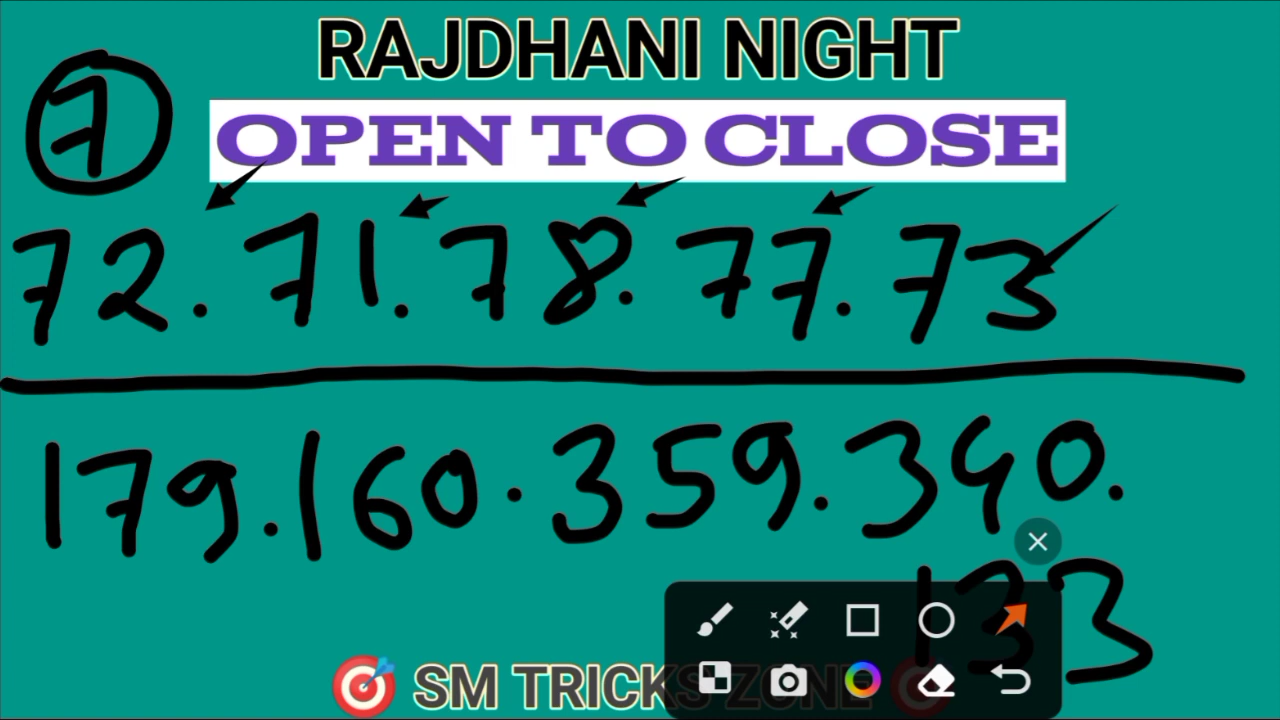 RAJDHANI NIGHT
7
OPEN TO CLOSE
72. 71. 78. 77. 73
179. 160. 359. 340.
133
SM TRICKS ZONE